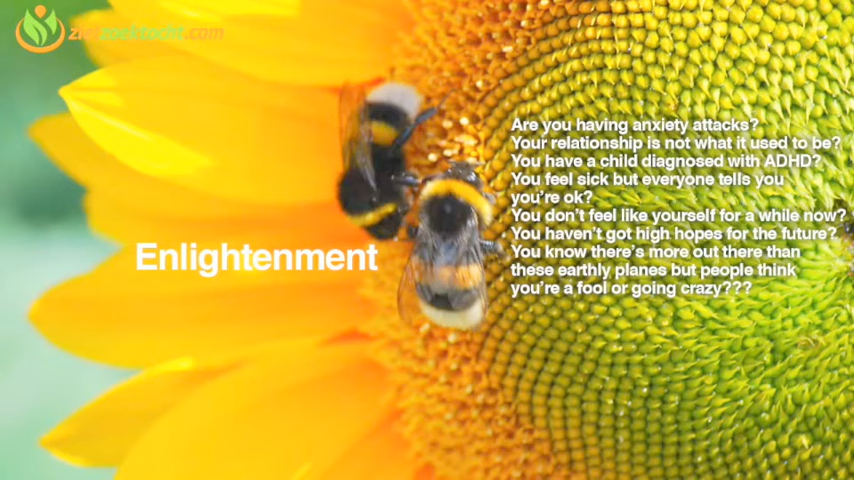 zielzoektocht.com
Enlightenment
Are you having anxiety attacks?
Your relationship is not what it used to be?
You have a child diagnosed with ADHD?
You feel sick but everyone tells you
you're ok?
You don't feel like yourself for a while now?
You haven't got high hopes for the future?
You know there's more out there than
these earthly planes but people think
you're a fool or going crazy???